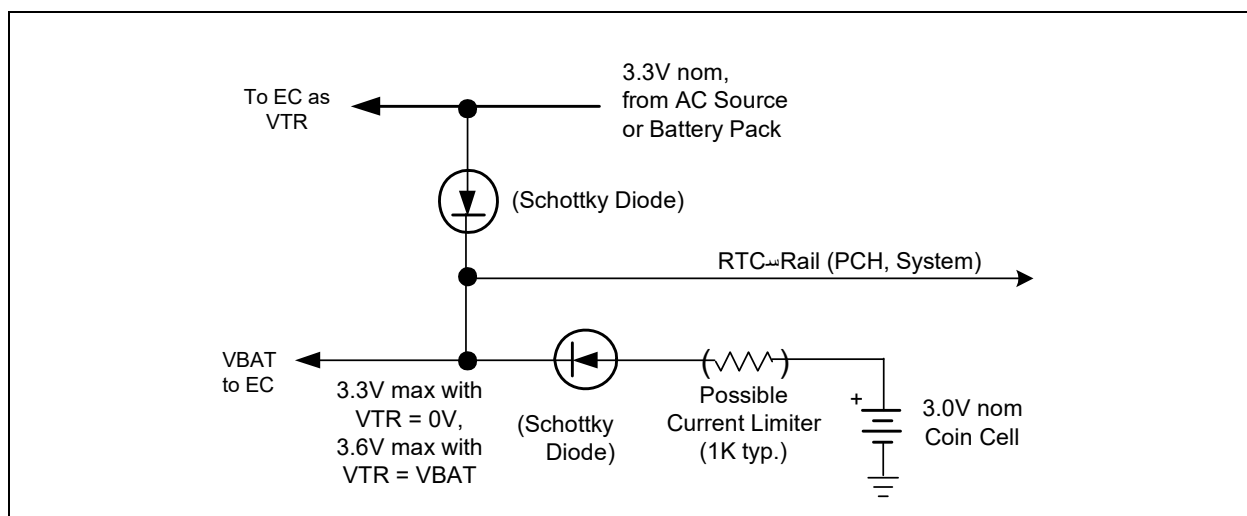 3.3V nom,
from AC Source
or Battery Pack
To EC as
VTR
(Schottky Diode)
RTC Rail (PCH, System)
VBAT
to EC
3.3V max with
VTR = 0V,
3.6V max with
VTR = VBAT
(Schottky
Diode)
( )
Possible
Current Limiter
(1K typ.)
+
3.0V nom
Coin Cell